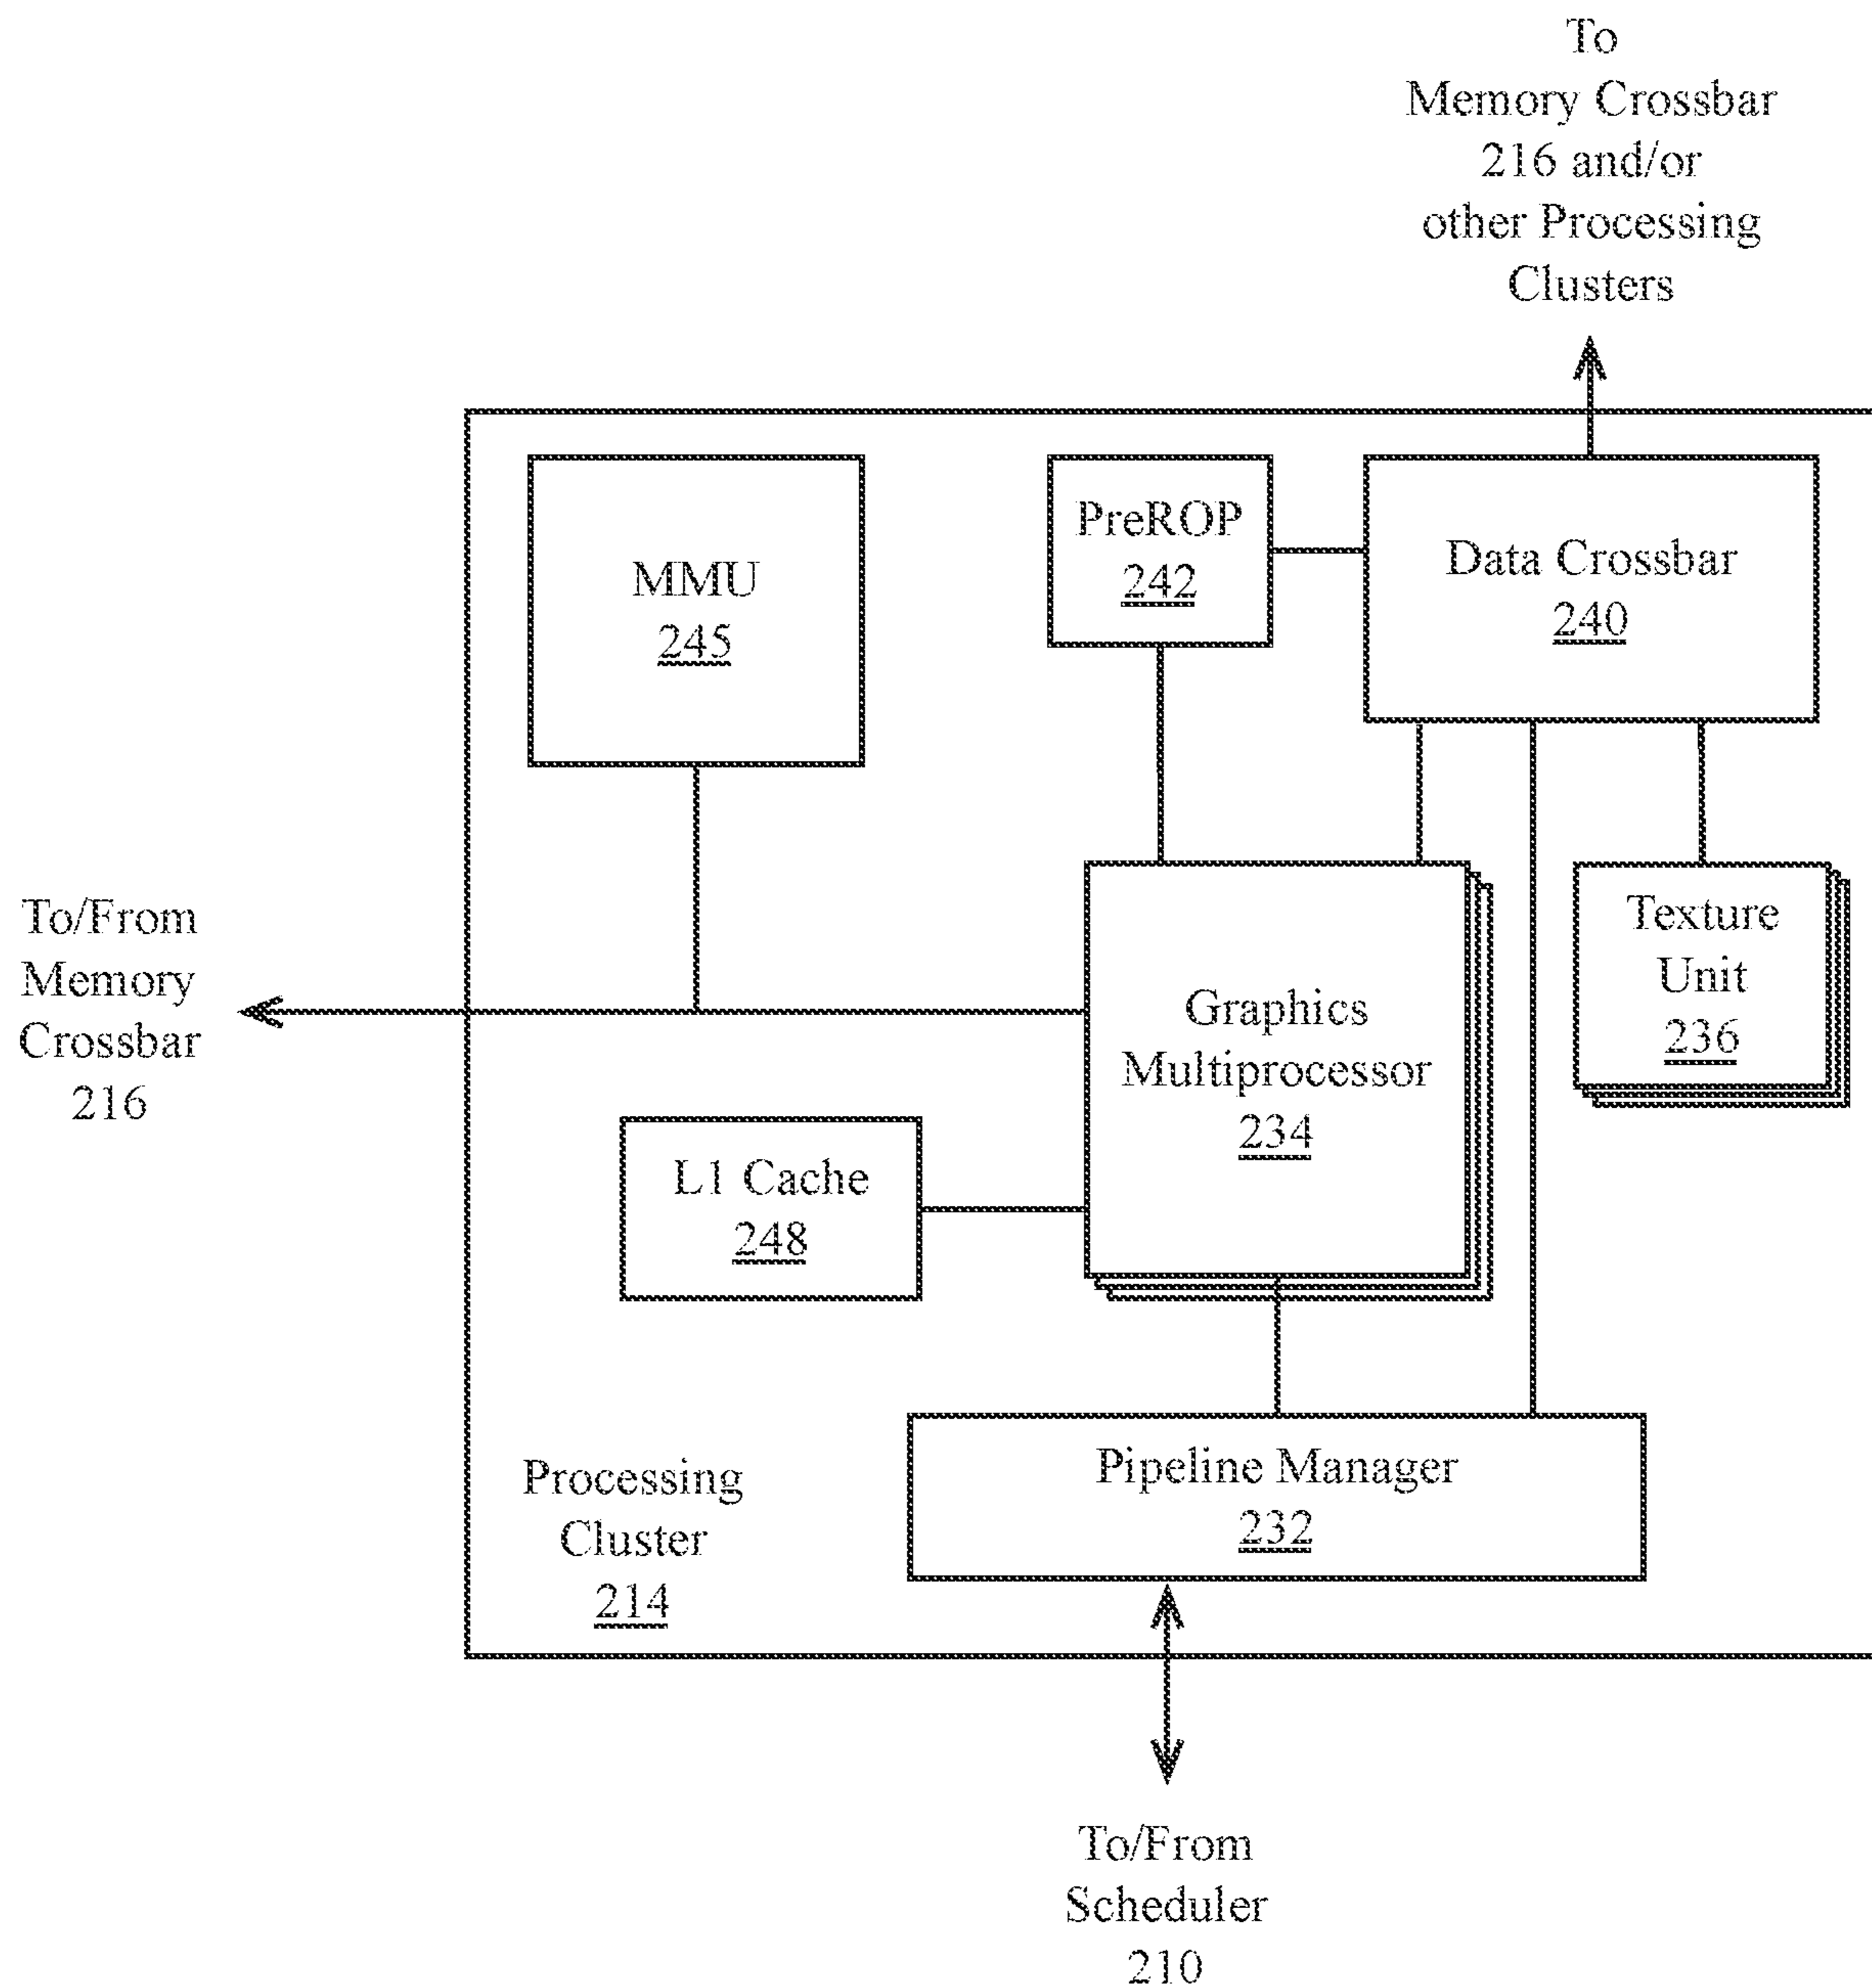 To
Memory Crossbar
216 and/or
other Processing
Clusters
MMU
245
PreROP
242
Data Crossbar
240
To/From
Memory
Crossbar
216
Graphics
Multiprocessor
234
Texture
Unit
236
L1 Cache
248
Processing
Cluster
214
Pipeline Manager
232
To/From
Scheduler
210